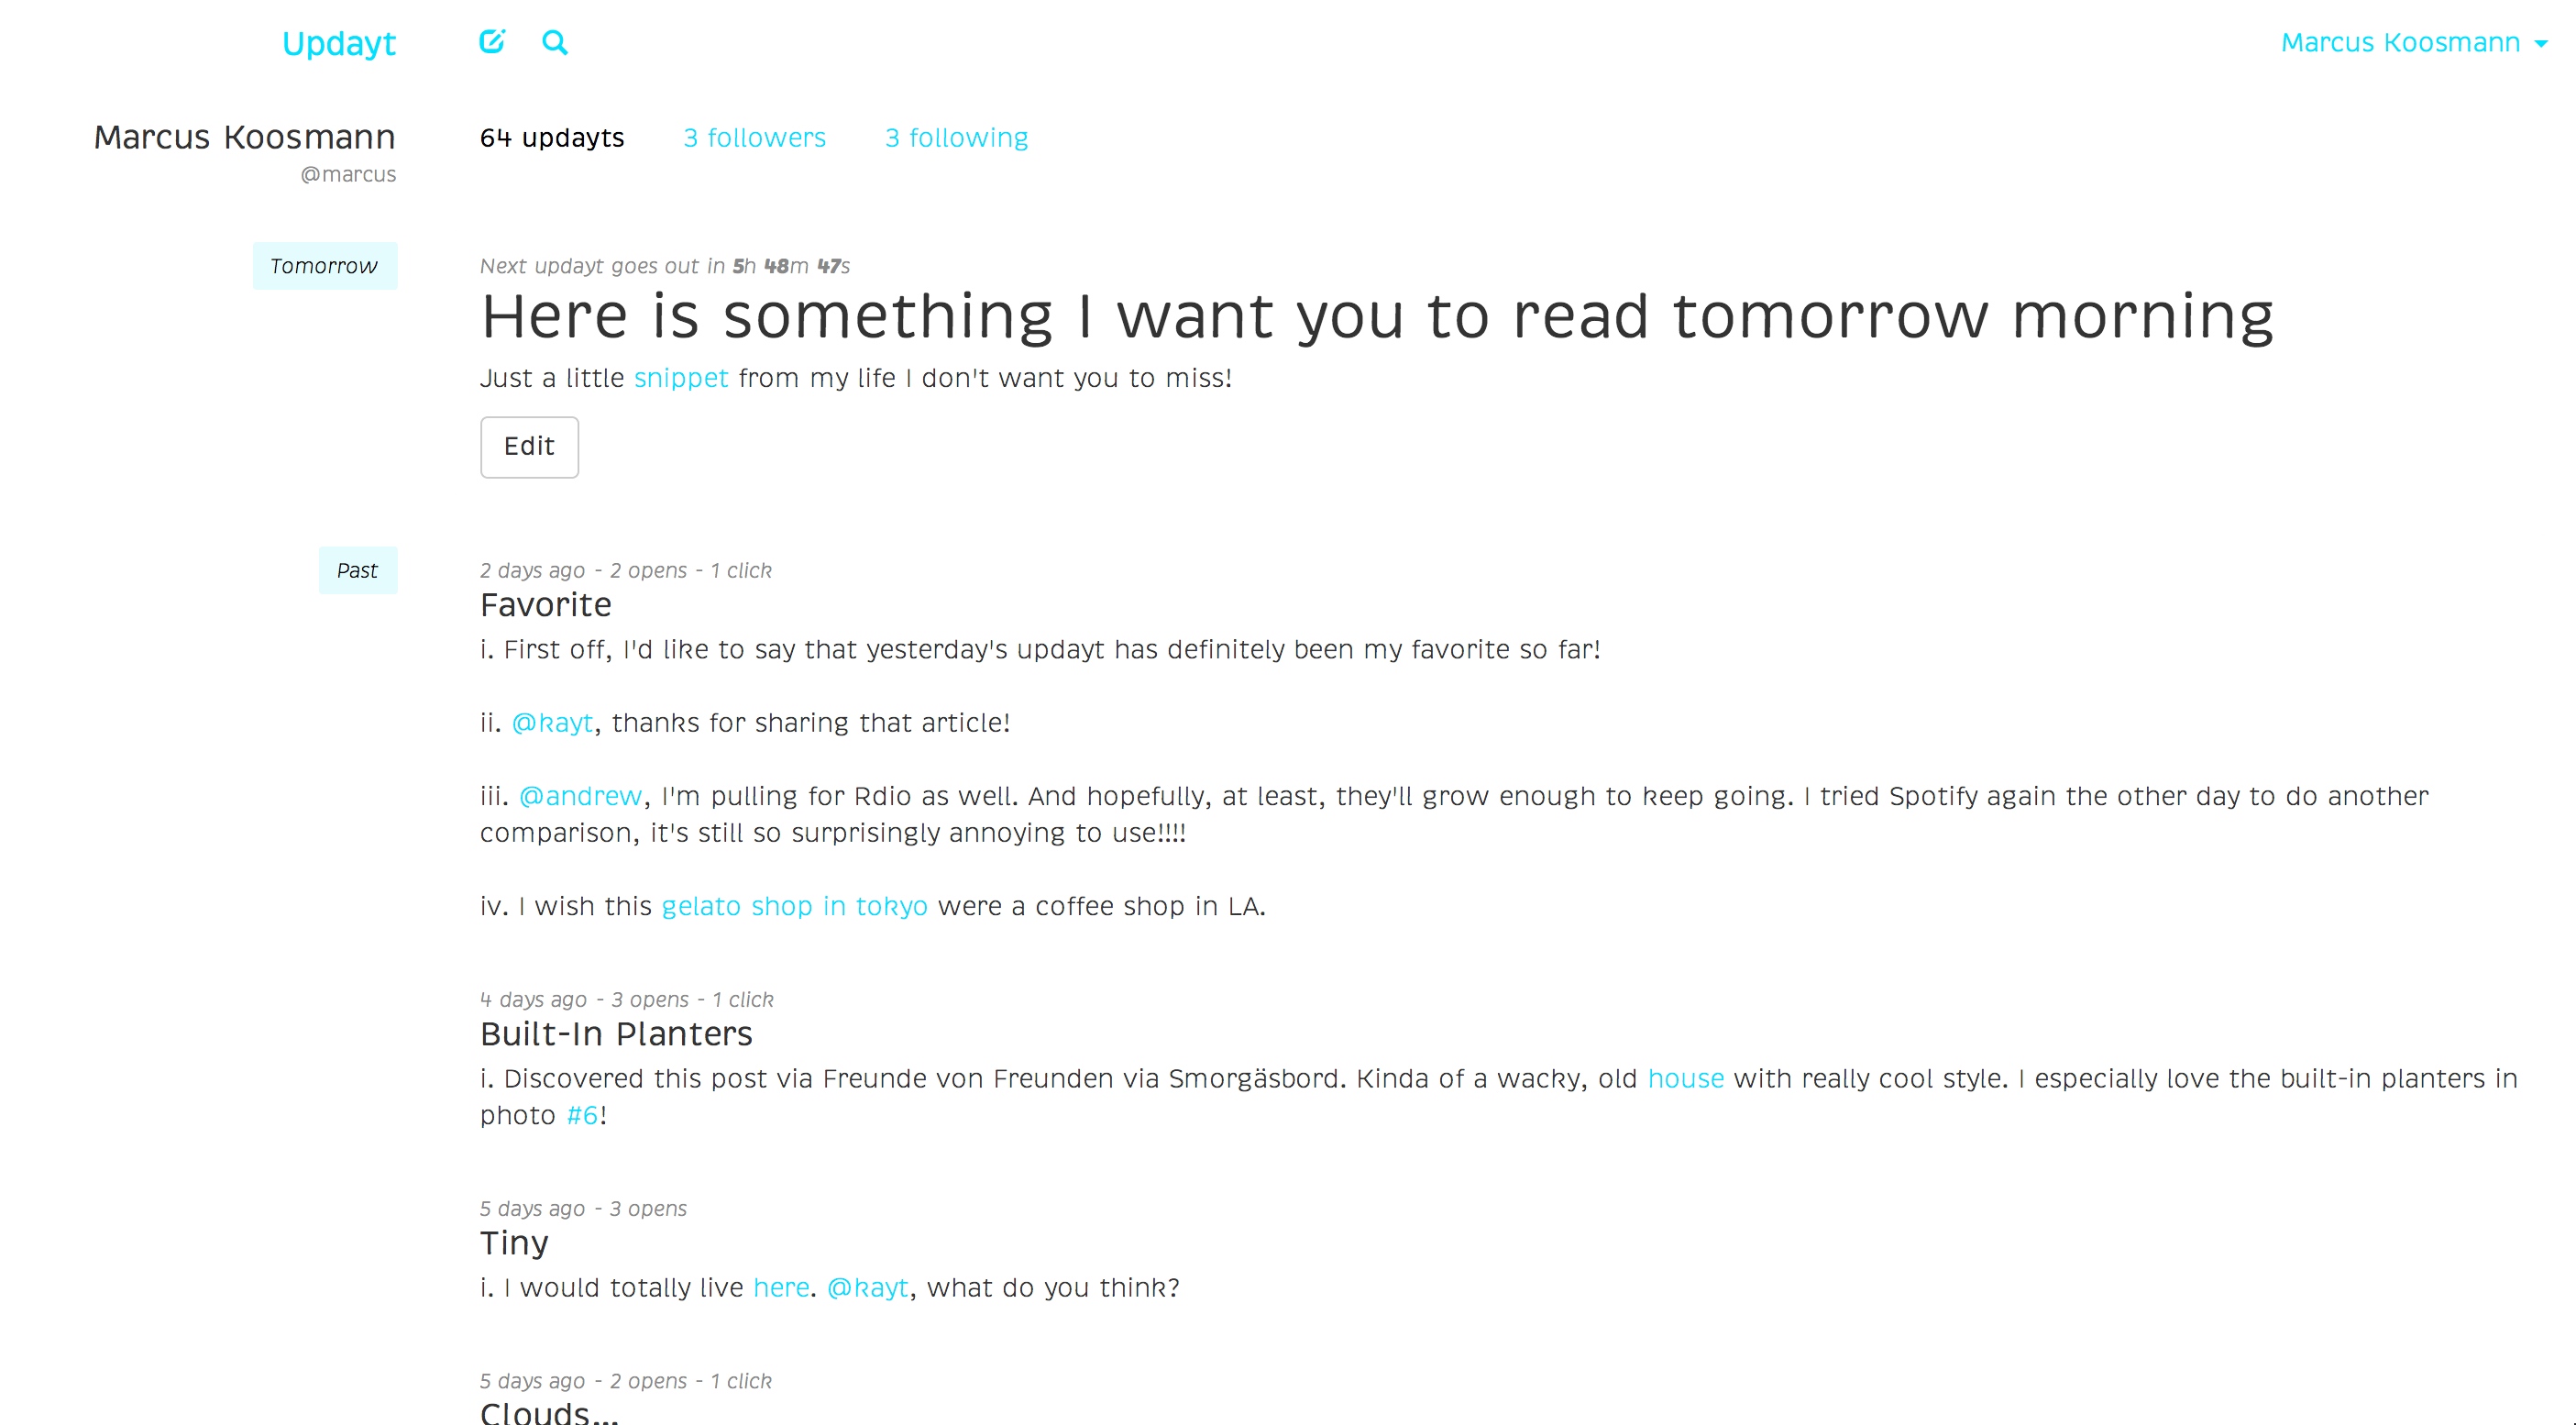 Updayt
Marcus Koosmann
Marcus Koosmann
@marcus
64 updayts 3 followers 3 following
Tomorrow
Next updayt goes out in 5h 48m 47s
Here is something I want you to read tomorrow morning
Just a little snippet from my life I don't want you to miss!
Edit
Past
2 days ago - 2 opens - 1 click
Favorite
i. First off, I'd like to say that yesterday's updayt has definitely been my favorite so far!
ii. @kayt, thanks for sharing that article!
iii. @andrew, I'm pulling for Rdio as well. And hopefully, at least, they'll grow enough to keep going. I tried Spotify again the other day to do another
comparison, it's still so surprisingly annoying to use!!!!
iv. I wish this gelato shop in tokyo were a coffee shop in LA.
4 days ago - 3 opens - 1 click
Built-In Planters
i. Discovered this post via Freunde von Freunden via Smorgäsbord. Kinda of a wacky, old house with really cool style. I especially love the built-in planters in
photo #6!
5 days ago - 3 opens
Tiny
i. I would totally live here. @kayt, what do you think?
5 days ago - 2 opens - 1 click
Clouds...